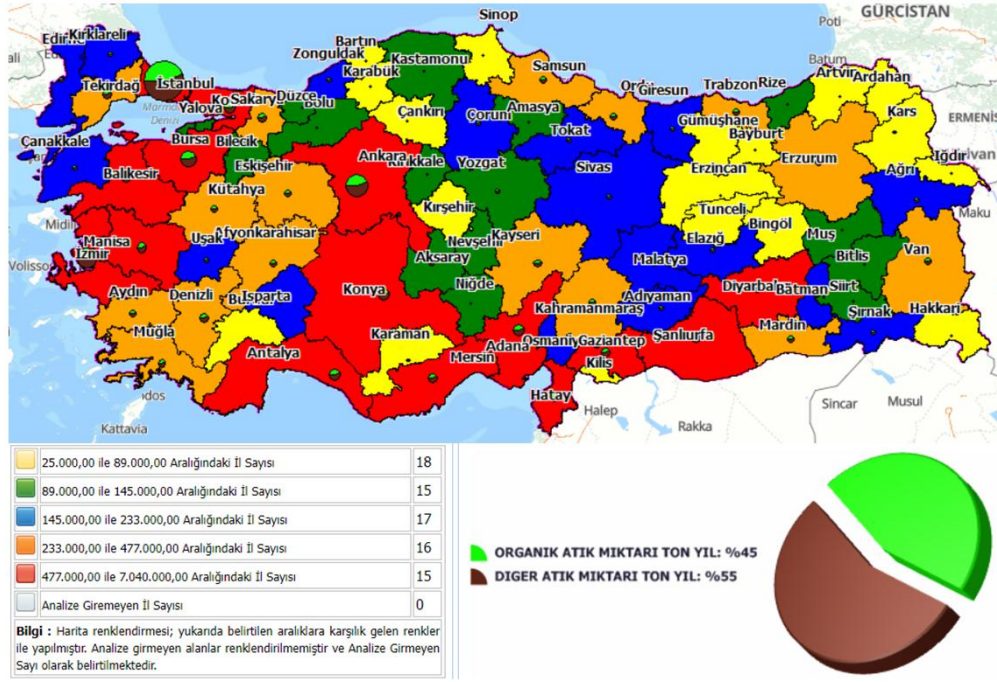 GÜRCİSTAN
Sinop
Poti
Edirne
Kırklareli
Bartın
Zonguldak
Kastamonu
Batum
Karabük
Samsun
Artvin
Ardahan
Tekirdağ
İstanbul
Trabzon
Rize
Giresun
Yalova
Sakarya
Düzce
Bolu
Çankırı
Çorum
Amasya
Tokat
Gümüşhane
Bayburt
Kars
ERMENİS
Çanakkale
Bursa
Bilecik
Ankara
Kırıkkale
Yozgat
Sivas
Erzincan
Erzurum
Ağrı
Iğdır
Balıkesir
Eskişehir
Kütahya
Kırşehir
Tunceli
Bingöl
Maku
Midilli
Manisa
İzmir
Uşak
Afyonkarahisar
Nevşehir
Kayseri
Aksaray
Elazığ
Muş
Bitlis
Van
Malatya
Niğde
Aydın
Denizli
Isparta
Konya
Kahramanmaraş
Adıyaman
Diyarbakır
Batman
Siirt
Şırnak
Hakkari
Muğla
Antalya
Karaman
Mersin
Adana
Osmaniye
Gaziantep
Şanlıurfa
Mardin
Kilis
Hatay
Halep
Rakka
Sincar
Musul
Kattavia
25.000,00 ile 89.000,00 Aralığındaki İl Sayısı 18
89.000,00 ile 145.000,00 Aralığındaki İl Sayısı 15
145.000,00 ile 233.000,00 Aralığındaki İl Sayısı 17
233.000,00 ile 477.000,00 Aralığındaki İl Sayısı 16
477.000,00 ile 7.040.000,00 Aralığındaki İl Sayısı 15
Analize Giremeyen İl Sayısı 0
Bilgi : Harita renklendirmesi; yukarıda belirtilen aralıklara karşılık gelen renkler
ile yapılmıştır. Analize girmeyen alanlar renklendirilmemiştir ve Analize Girmeyen
Sayı olarak belirtilmektedir.
ORGANIK ATIK MIKTARI TON YIL: %45
DIGER ATIK MIKTARI TON YIL: %55